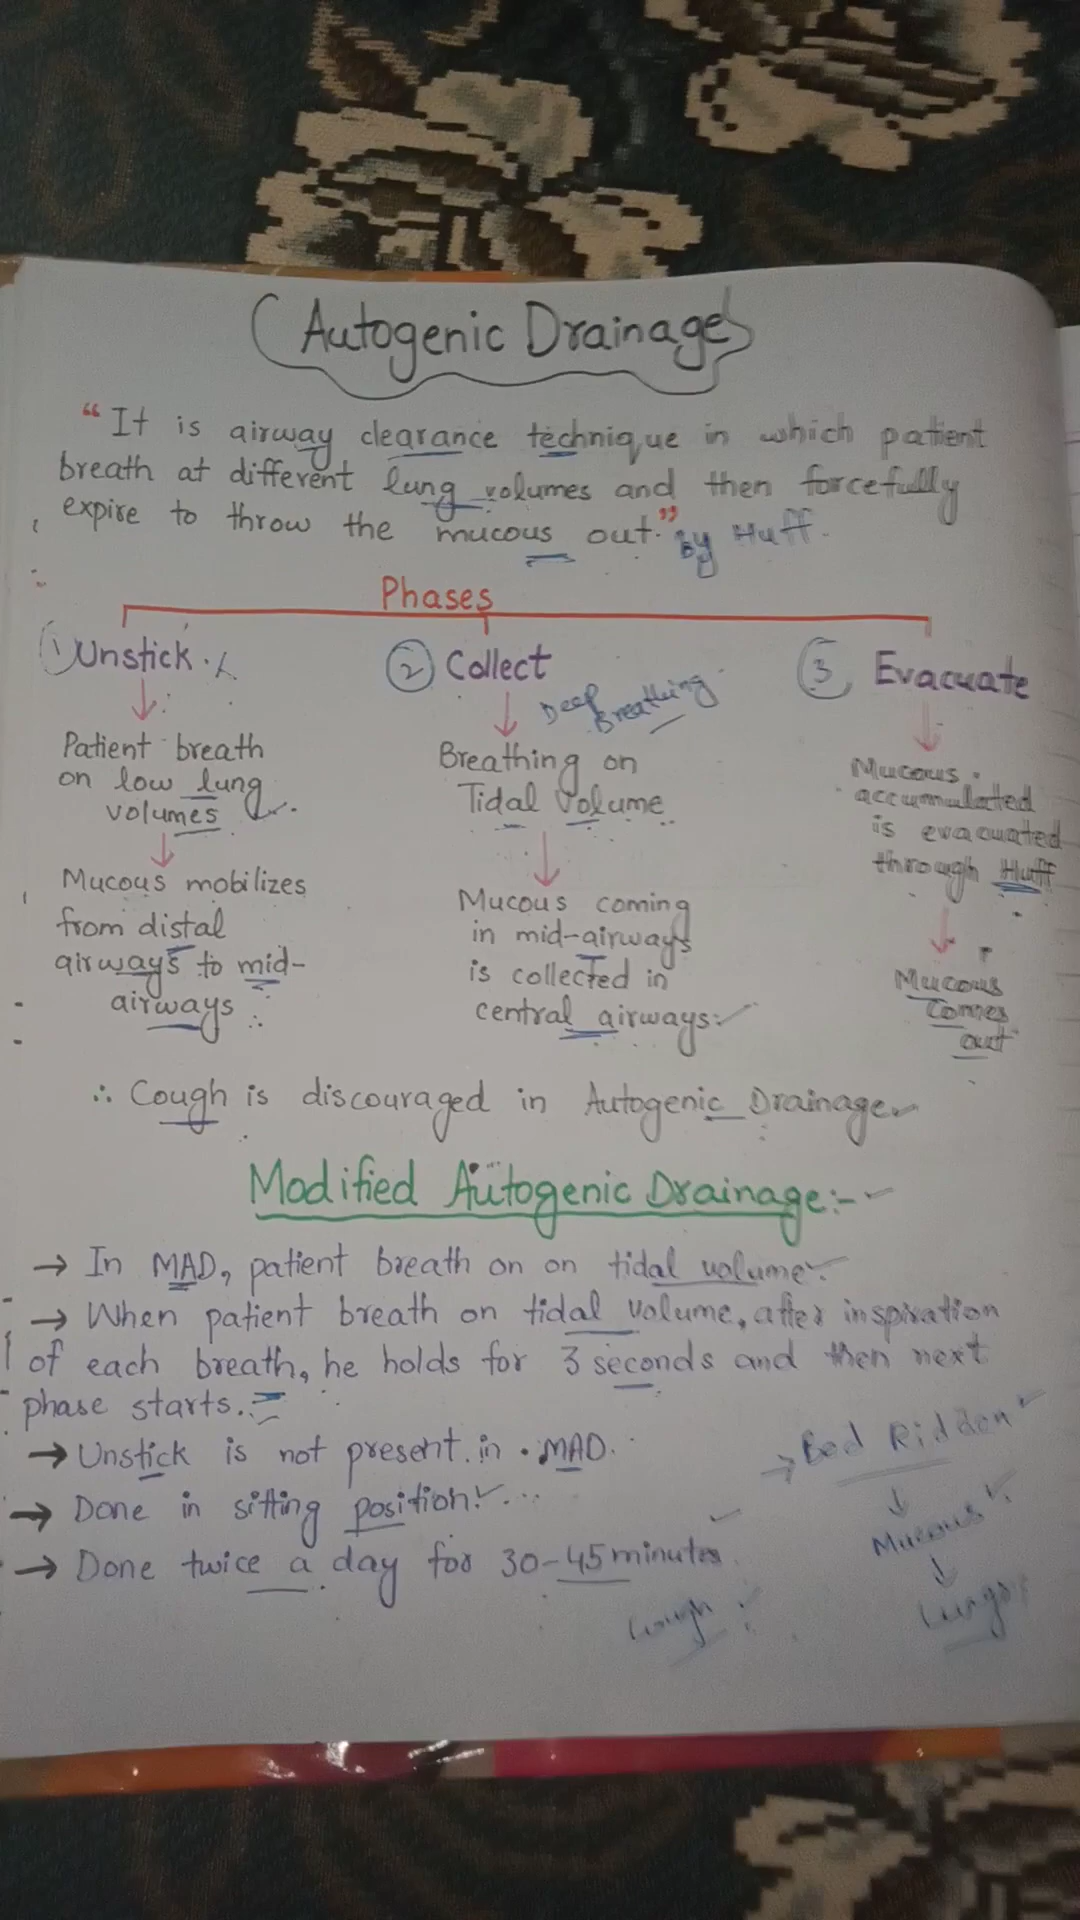 Autogenic Drainage
"It is airway clearance technique in which patient
breath at different lung volumes and then forcefully
expire to throw the mucous out." By Huff.
Phases
① Unstick
Patient breath
on low lung
volumes
Mucous mobilizes
from distal
airways to mid-
airways
② Collect
Deep
Breathing
Breathing on
Tidal Volume
Mucous coming
in mid-airways
is collected in
central airways
③ Evacuate
Mucous
accumulated
is evacuated
through Huff
Mucous
Comes
out
∴ Cough is discouraged in Autogenic Drainage
Modified Autogenic Drainage:-
→ In MAD, patient breath on on tidal volume.
→ When patient breath on tidal volume, after inspiration
of each breath, he holds for 3 seconds and then next
phase starts.
→ Unstick is not present in MAD.
→ Done in sitting position.
→ Done twice a day for 30-45 minutes
→ Bed Ridden
Mucous
Lungs
Cough